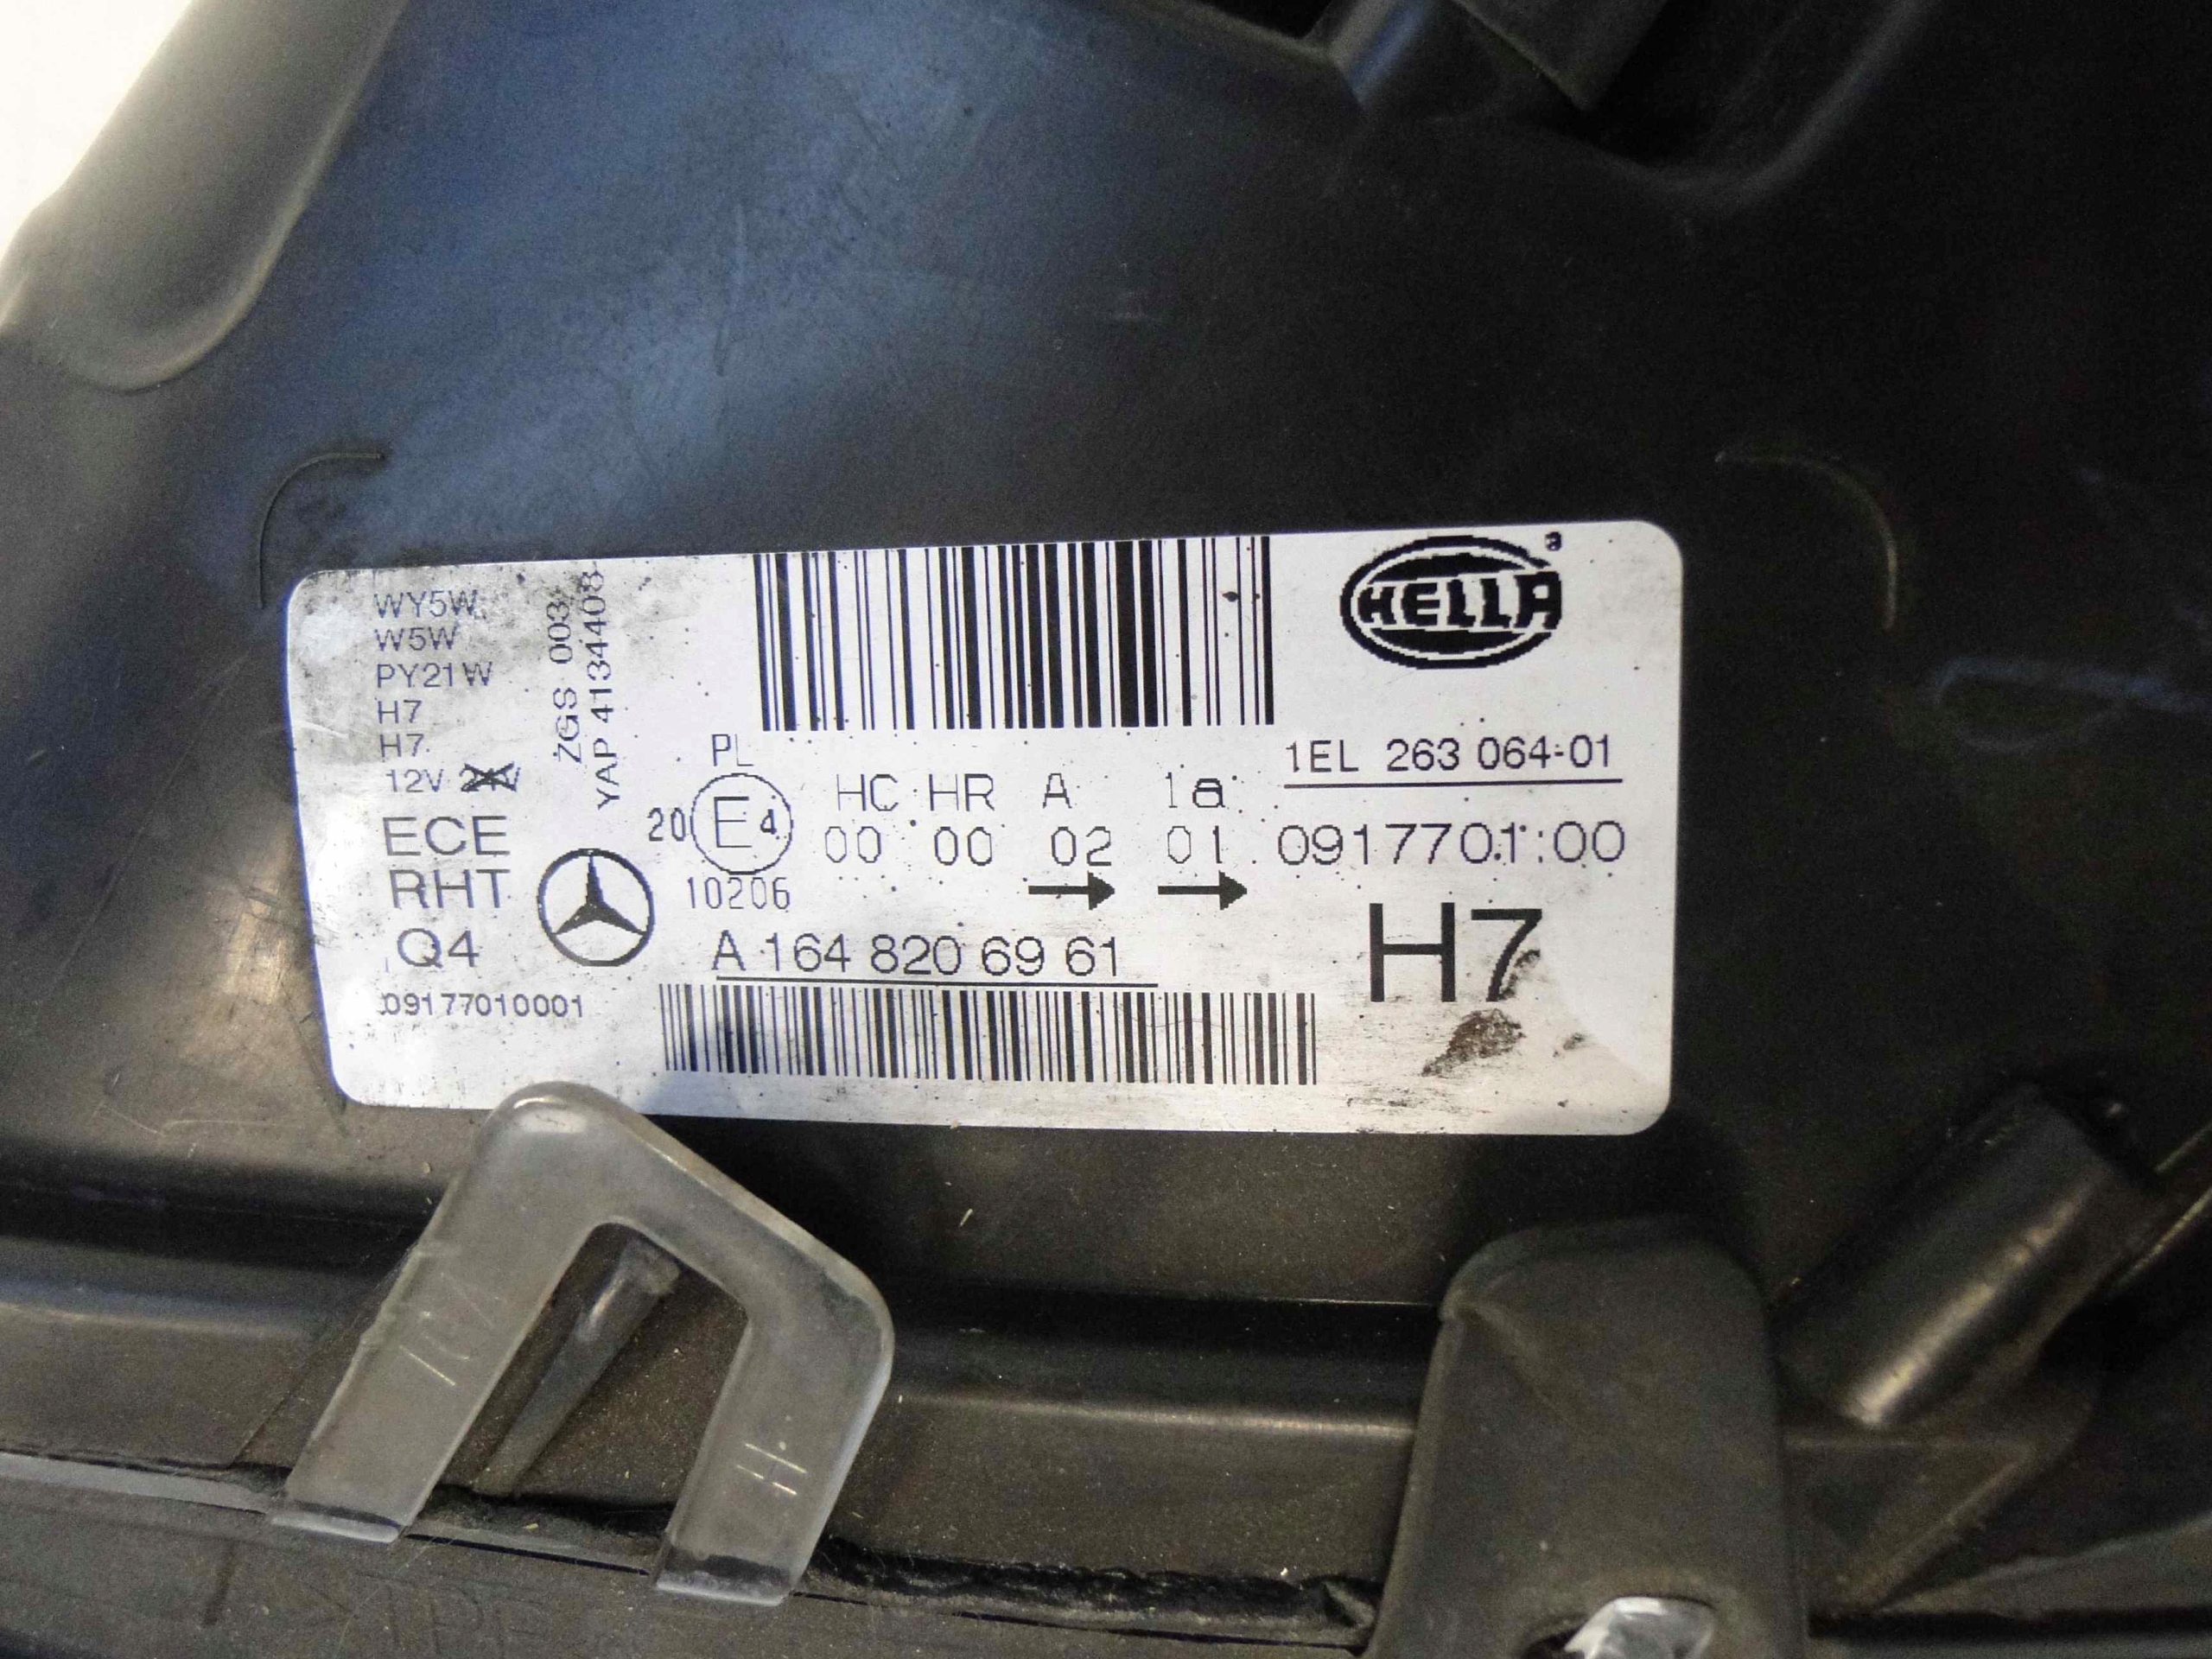 WY5W
W5W
PY21W
H7
H7
12V 24V
ECE
RHT
Q4
09177010001
ZGS 003
YAP 4134408
HELLA
®
PL
20 E4
10206
HC HR A 1a
00 00 02 01
1EL 263 064-01
0917701:00
H7
A 164 820 69 61